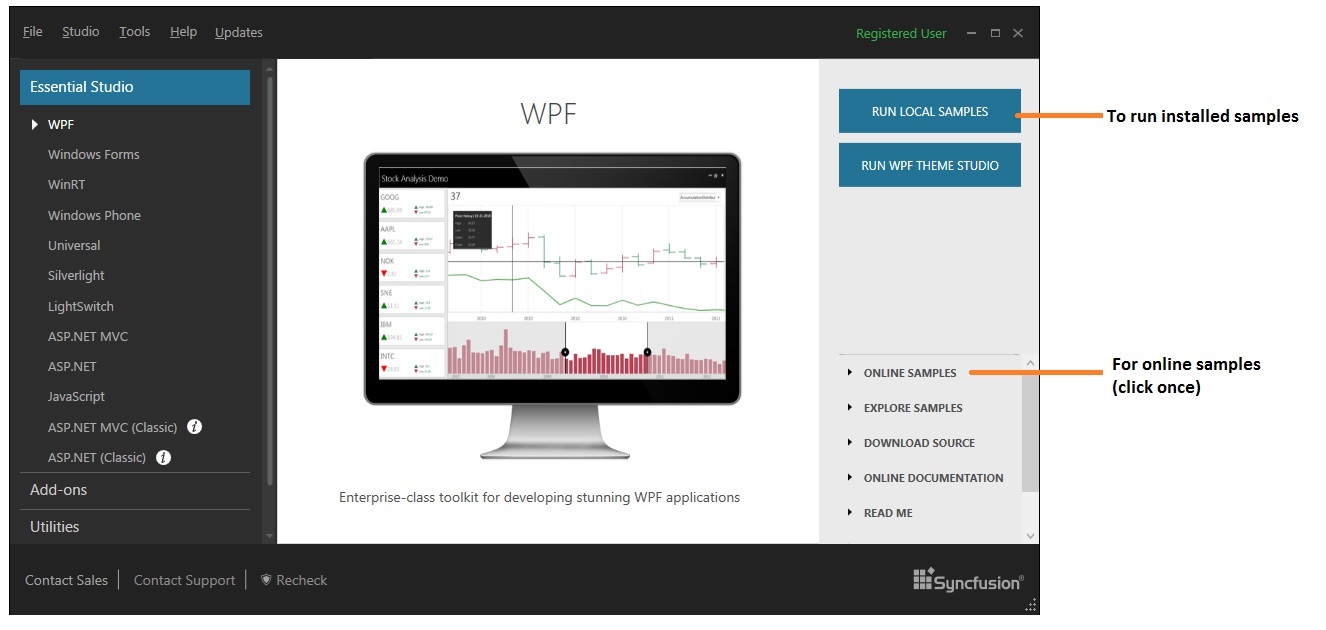 File Studio Tools Help Updates
Registered User
Essential Studio
WPF
Windows Forms
WinRT
Windows Phone
Universal
Silverlight
LightSwitch
ASP.NET MVC
ASP.NET
JavaScript
ASP.NET MVC (Classic) i
ASP.NET (Classic) i
Add-ons
Utilities
WPF
Stock Analysis Demo
GOOG
AAPL
NOK
SNE
IBM
INTC
37
Enterprise-class toolkit for developing stunning WPF applications
RUN LOCAL SAMPLES
RUN WPF THEME STUDIO
To run installed samples
ONLINE SAMPLES
EXPLORE SAMPLES
DOWNLOAD SOURCE
ONLINE DOCUMENTATION
READ ME
For online samples
(click once)
Contact Sales Contact Support Recheck
Syncfusion®